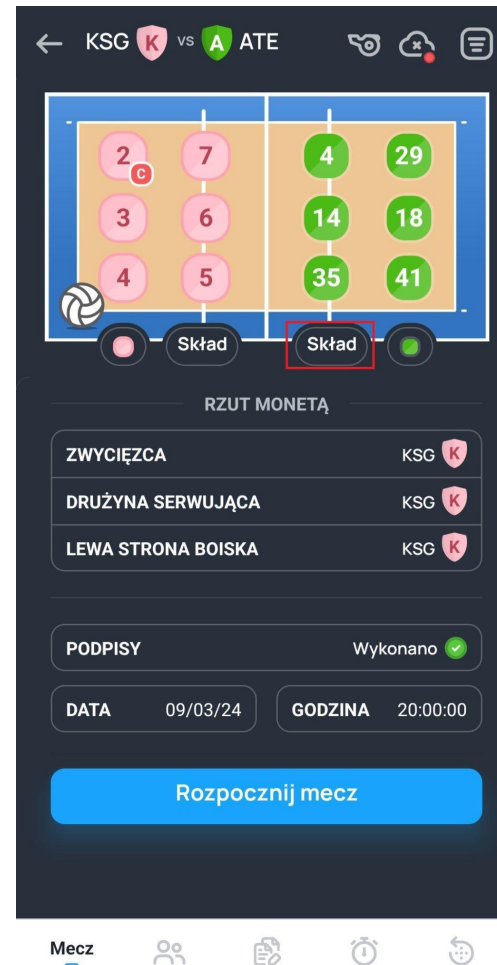 KSG K vs A ATE
2 C 7 4 29
3 6 14 18
4 5 35 41
Skład Skład
RZUT MONETĄ
ZWYCIĘZCA KSG K
DRUŻYNA SERWUJĄCA KSG K
LEWA STRONA BOISKA KSG K
PODPISY Wykonano
DATA 09/03/24 GODZINA 20:00:00
Rozpocznij mecz
Mecz